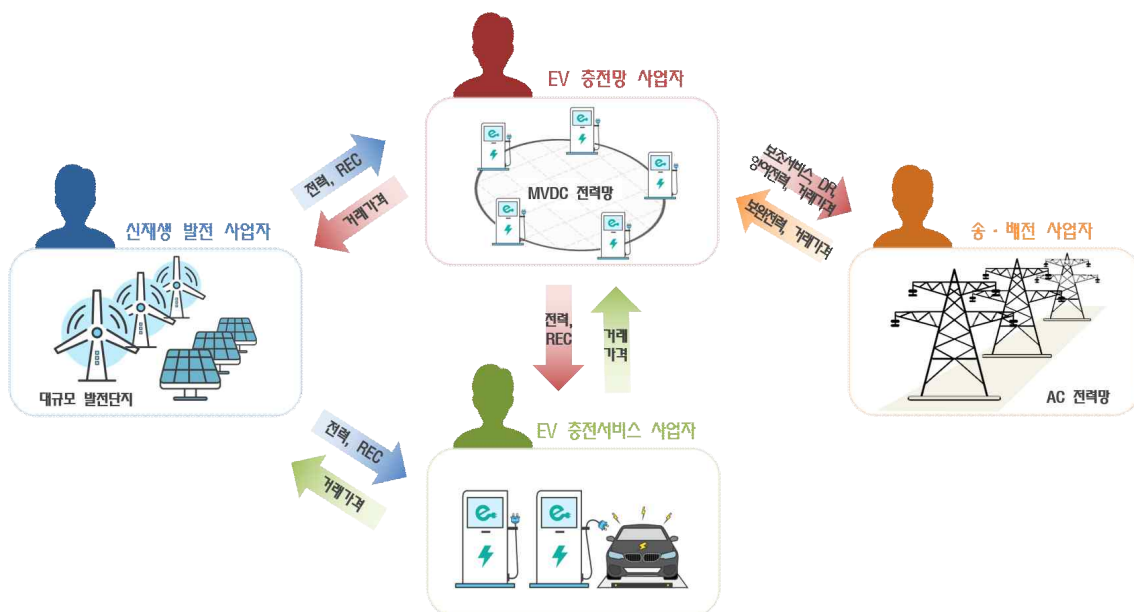 EV 충전망 사업자
MVDC 전력망
전력, REC
거래가격
보조서비스 DR,
잉여전력, 거래가격
보완전력, 거래가격
신재생 발전 사업자
대규모 발전단지
송·배전 사업자
AC 전력망
전력,
REC
거래
가격
EV 충전서비스 사업자
전력, REC
거래가격